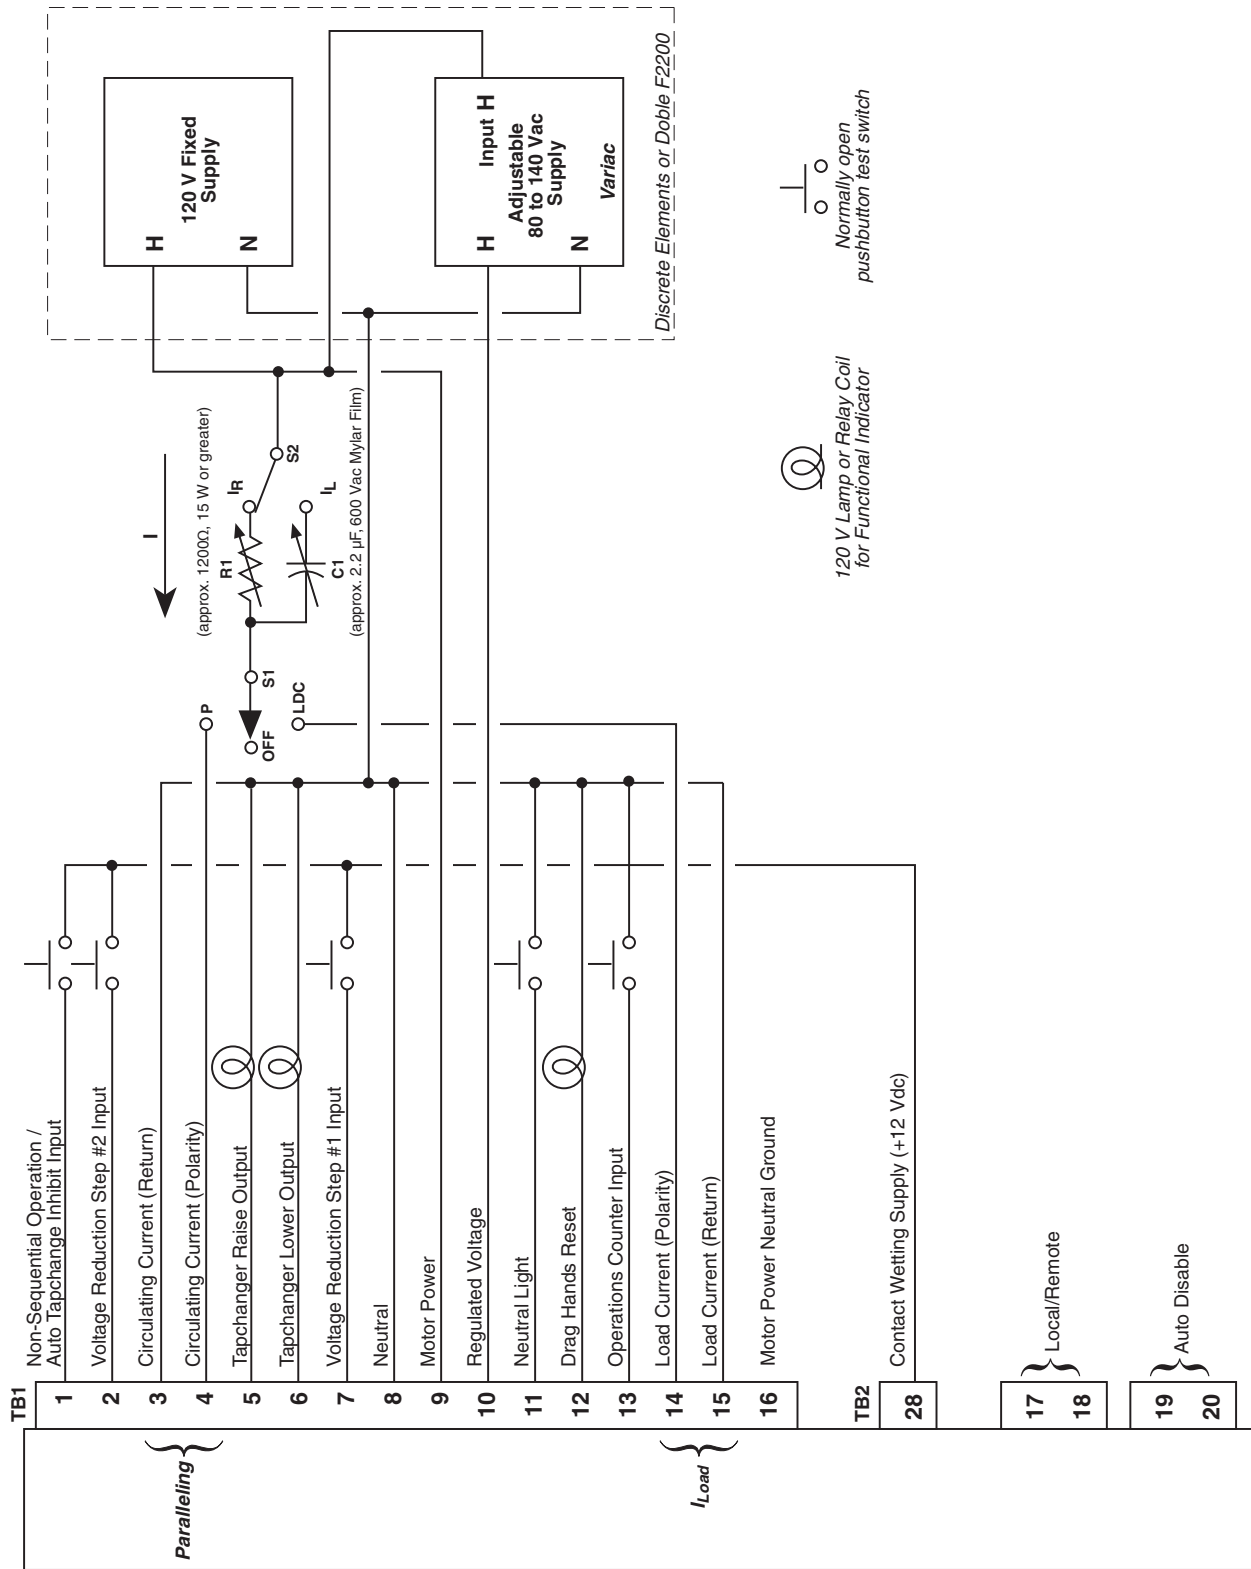 TB1
1
Non-Sequential Operation /
Auto Tapchange Inhibit Input
2
Voltage Reduction Step #2 Input
3
Circulating Current (Return)
4
Circulating Current (Polarity)
5
Tapchanger Raise Output
6
Tapchanger Lower Output
7
Voltage Reduction Step #1 Input
8
Neutral
9
Motor Power
10
Regulated Voltage
11
Neutral Light
12
Drag Hands Reset
13
Operations Counter Input
14
Load Current (Polarity)
15
Load Current (Return)
16
Motor Power Neutral Ground
Paralleling
ILoad
TB2
28
Contact Wetting Supply (+12 Vdc)
17
18
Local/Remote
19
20
Auto Disable
P
OFF
LDC
S1
I
(approx. 1200Ω, 15 W or greater)
R1
IR
C1
IL
(approx. 2.2 µF, 600 Vac Mylar Film)
S2
H
N
120 V Fixed
Supply
H
N
Input H
Adjustable
80 to 140 Vac
Supply
Variac
Discrete Elements or Doble F2200
120 V Lamp or Relay Coil
for Functional Indicator
Normally open
pushbutton test switch